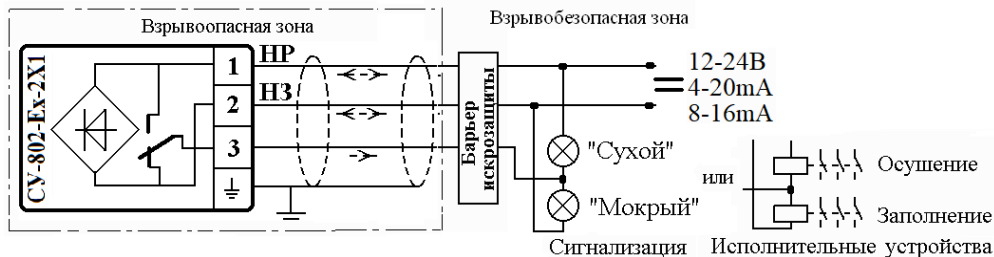 Взрывоопасная зона
Взрывобезопасная зона
СУ-802-Ex-2X1
1
2
3
НР
НЗ
Барьер
искрозащиты
12-24В
4-20mA
8-16mA
"Сухой"
"Мокрый"
Сигнализация
или
Осушение
Заполнение
Исполнительные устройства